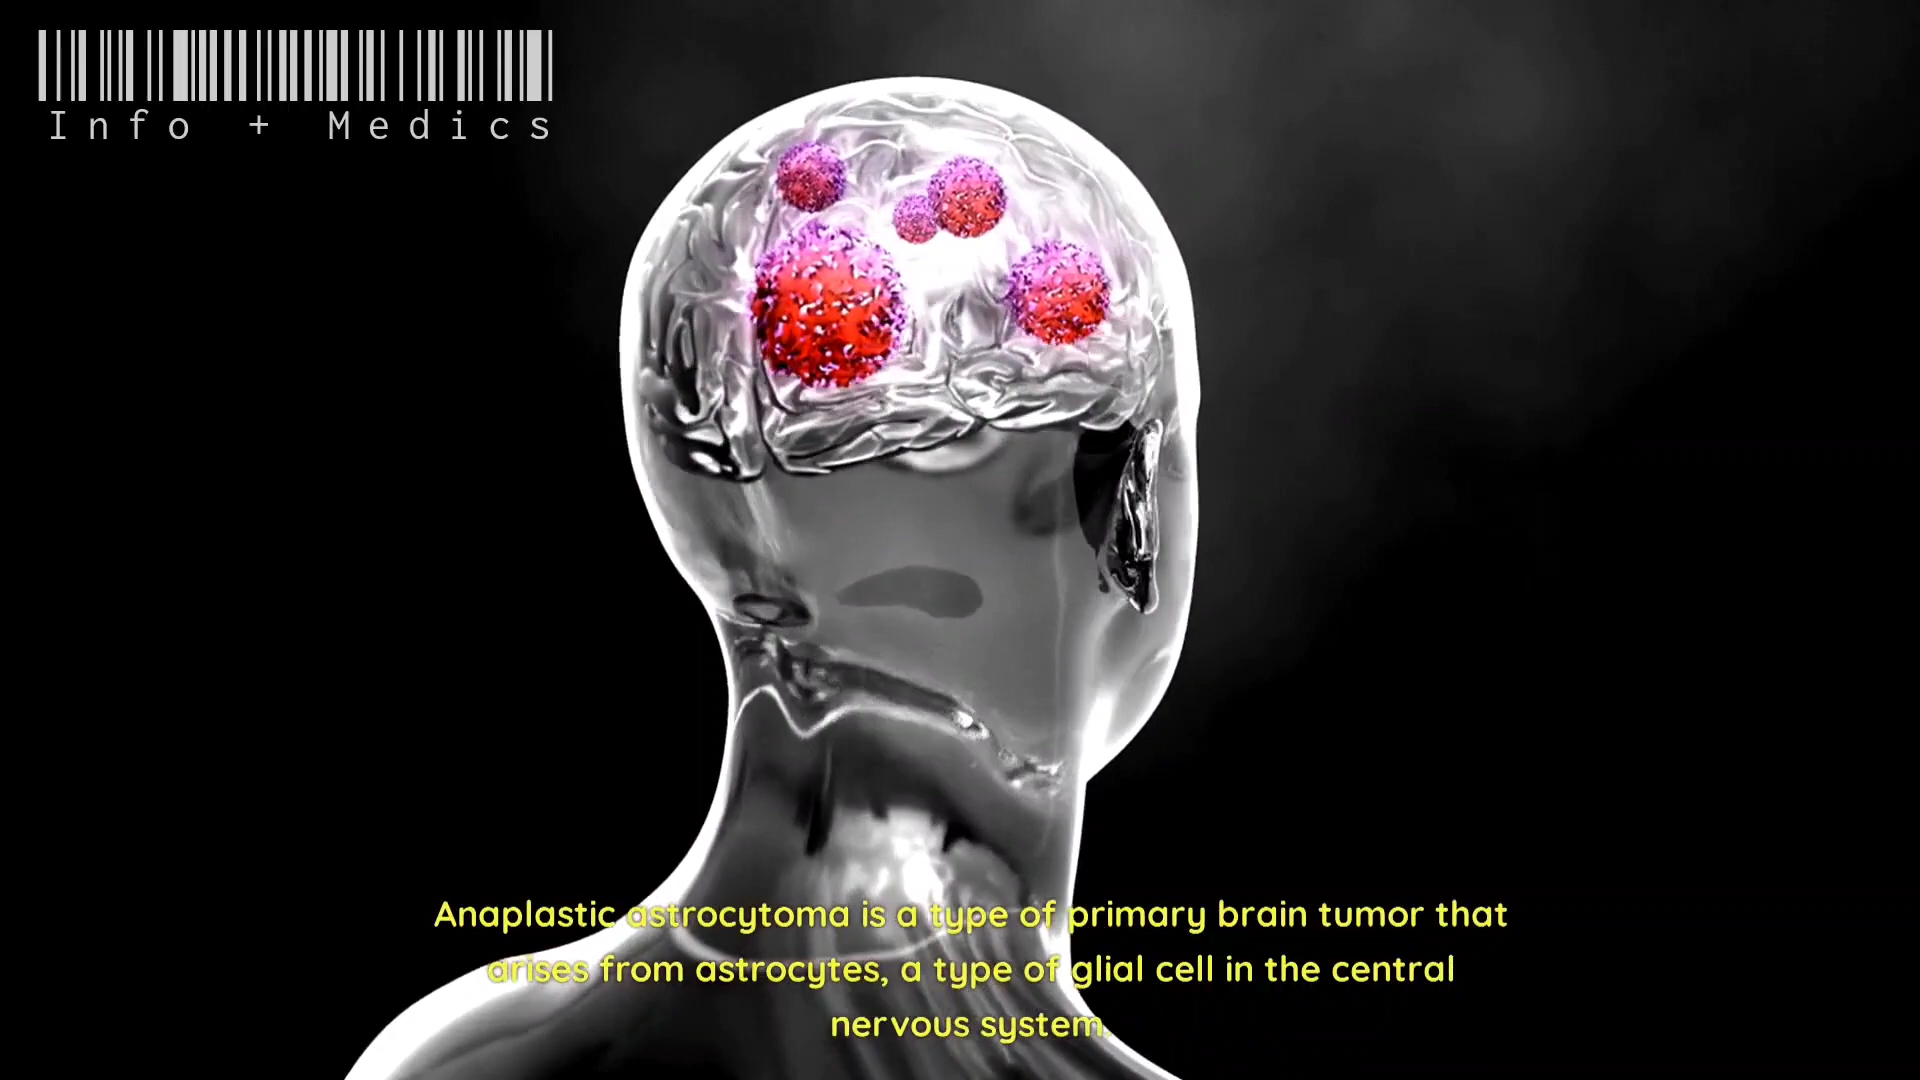 Info + Medics
Anaplastic astrocytoma is a type of primary brain tumor that
arises from astrocytes, a type of glial cell in the central
nervous system.